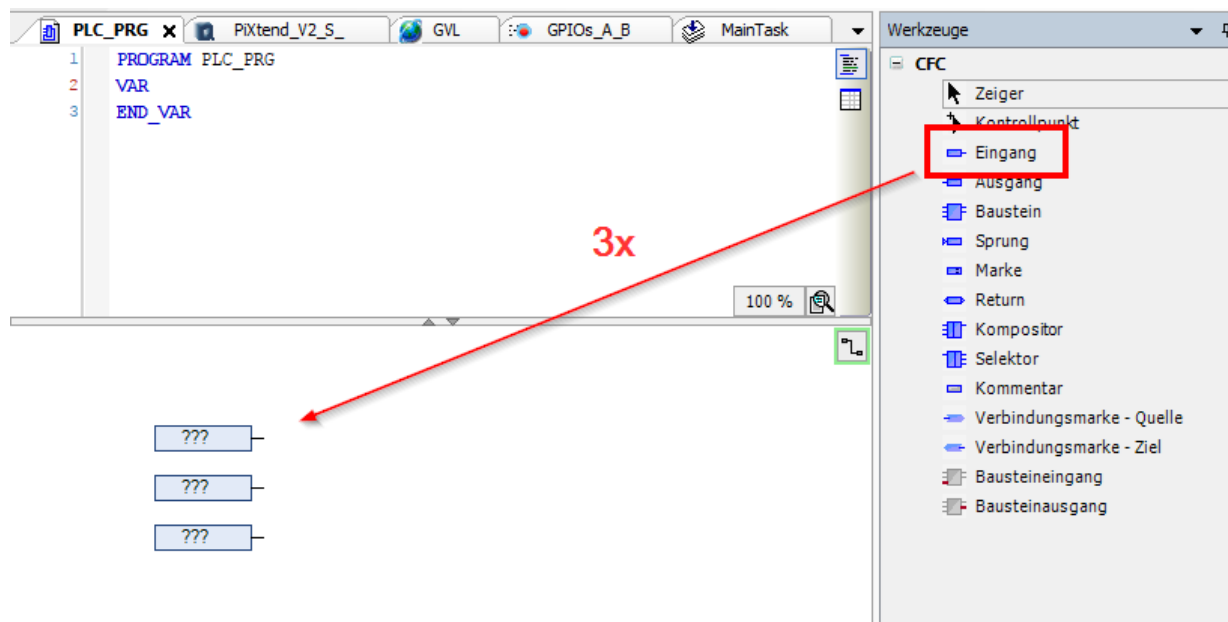 PLC_PRG X PiXtend_V2_S_ GVL GPIOs_A_B MainTask
1 PROGRAM PLC_PRG
2 VAR
3 END_VAR
3x
100 %
???
???
???
Werkzeuge
CFC
Zeiger
Kontrollpunkt
Eingang
Ausgang
Baustein
Sprung
Marke
Return
Kompositor
Selektor
Kommentar
Verbindungsmarke - Quelle
Verbindungsmarke - Ziel
Bausteineingang
Bausteinausgang